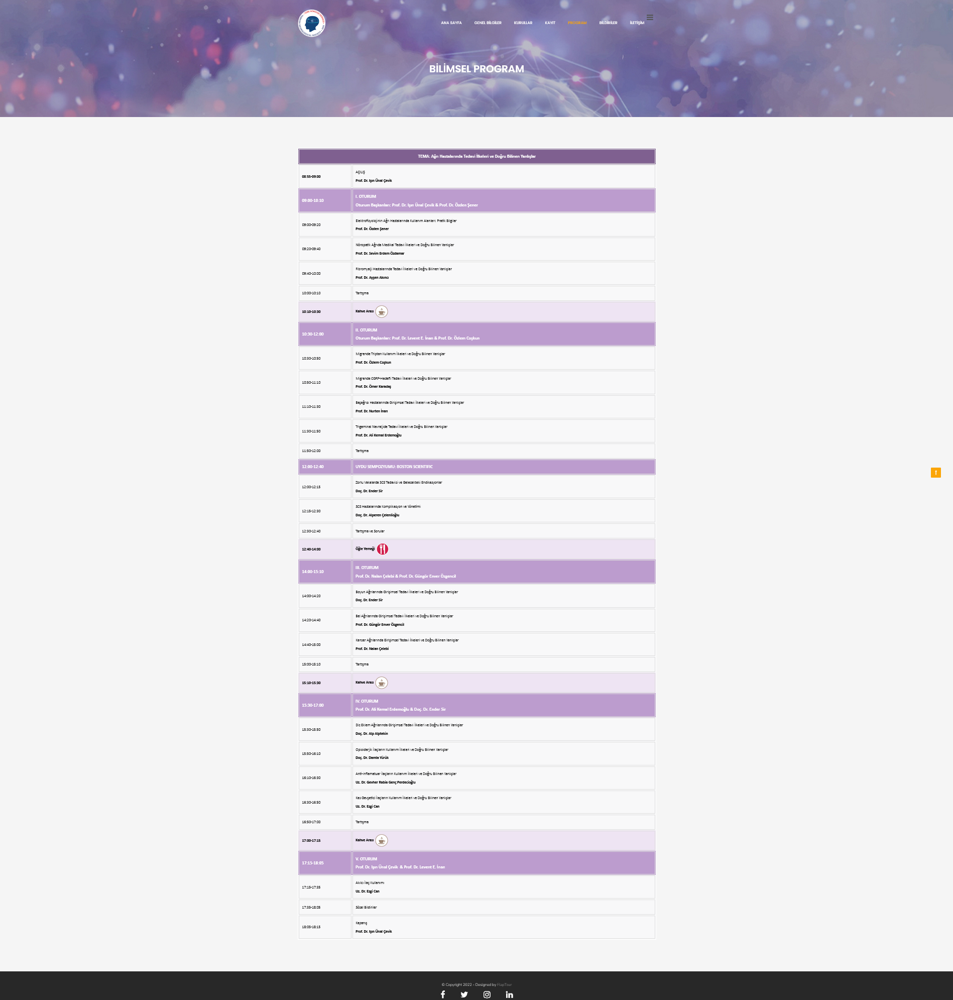 ANA SAYFA
GENEL BİLGİLER
KURULLAR
KAYIT
PROGRAM
BİLDİRİLER
İLETİŞİM
BİLİMSEL PROGRAM
TEMA: Ağrı Hastalarında Tedavi İlkeleri ve Doğru Bilinen Yanlışlar
08:55-09:00
AÇILIŞ
Prof. Dr. Işın Ünal Çevik
09:00-10:10
I. OTURUM
Oturum Başkanları: Prof. Dr. Işın Ünal Çevik & Prof. Dr. Özden Şener
09:00-09:20
Elektrofizyolojinin Ağrı Hastalarında Kullanım Alanları: Pratik Bilgiler
Prof. Dr. Özden Şener
09:20-09:40
Nöropatik Ağrıda Medikal Tedavi İlkeleri ve Doğru Bilinen Yanlışlar
Prof. Dr. Sevim Erdem Özdamar
09:40-10:00
Fibromyalji Hastalarında Tedavi İlkeleri ve Doğru Bilinen Yanlışlar
Prof. Dr. Ayşen Akıncı
10:00-10:10
Tartışma
10:10-10:30
Kahve Arası
10:30-12:00
II. OTURUM
Oturum Başkanları: Prof. Dr. Levent E. İnan & Prof. Dr. Özlem Coşkun
10:30-10:50
Migrende Triptan Kullanım İlkeleri ve Doğru Bilinen Yanlışlar
Prof. Dr. Özlem Coşkun
10:50-11:10
Migrende CGRP-Hedefli Tedavi İlkeleri ve Doğru Bilinen Yanlışlar
Prof. Dr. Ömer Karadaş
11:10-11:30
Başağrısı Hastalarında Girişimsel Tedavi İlkeleri ve Doğru Bilinen Yanlışlar
Prof. Dr. Nurten İnan
11:30-11:50
Trigeminal Nevraljide Tedavi İlkeleri ve Doğru Bilinen Yanlışlar
Prof. Dr. Ali Kemal Erdemoğlu
11:50-12:00
Tartışma
12:00-12:40
UYDU SEMPOZYUMU: BOSTON SCIENTIFIC
12:00-12:15
Zorlu Vakalarda SCS Tedavisi ve Gelecekteki Endikasyonlar
Doç. Dr. Ender Sir
12:15-12:30
SCS Hastalarında Komplikasyon ve Yönetimi
Doç. Dr. Alperen Çelenlioğlu
12:30-12:40
Tartışma ve Sorular
12:40-14:00
Öğle Yemeği
14:00-15:10
III. OTURUM
Prof. Dr. Nalan Çelebi & Prof. Dr. Güngör Enver Özgencil
14:00-14:20
Boyun Ağrılarında Girişimsel Tedavi İlkeleri ve Doğru Bilinen Yanlışlar
Doç. Dr. Ender Sir
14:20-14:40
Bel Ağrılarında Girişimsel Tedavi İlkeleri ve Doğru Bilinen Yanlışlar
Prof. Dr. Güngör Enver Özgencil
14:40-15:00
Kanser Ağrılarında Girişimsel Tedavi İlkeleri ve Doğru Bilinen Yanlışlar
Prof. Dr. Nalan Çelebi
15:00-15:10
Tartışma
15:10-15:30
Kahve Arası
15:30-17:00
IV. OTURUM
Prof. Dr. Ali Kemal Erdemoğlu & Doç. Dr. Ender Sir
15:30-15:50
Diz Eklem Ağrılarında Girişimsel Tedavi İlkeleri ve Doğru Bilinen Yanlışlar
Doç. Dr. Alp Alptekin
15:50-16:10
Opioiderjik İlaçların Kullanım İlkeleri ve Doğru Bilinen Yanlışlar
Doç. Dr. Damla Yürük
16:10-16:30
Anti-inflamatuar İlaçların Kullanım İlkeleri ve Doğru Bilinen Yanlışlar
Uz. Dr. Gevher Rabia Genç Perdecioğlu
16:30-16:50
Kas Gevşetici İlaçların Kullanım İlkeleri ve Doğru Bilinen Yanlışlar
Uz. Dr. Ezgi Can
16:50-17:00
Tartışma
17:00-17:15
Kahve Arası
17:15-18:05
V. OTURUM
Prof. Dr. Işın Ünal Çevik & Prof. Dr. Levent E. İnan
17:15-17:35
Akılcı İlaç Kullanımı
Uz. Dr. Ezgi Can
17:35-18:05
Sözel Bildiriler
18:05-18:15
Kapanış
Prof. Dr. Işın Ünal Çevik
© Copyright 2022 - Designed by FlapTour